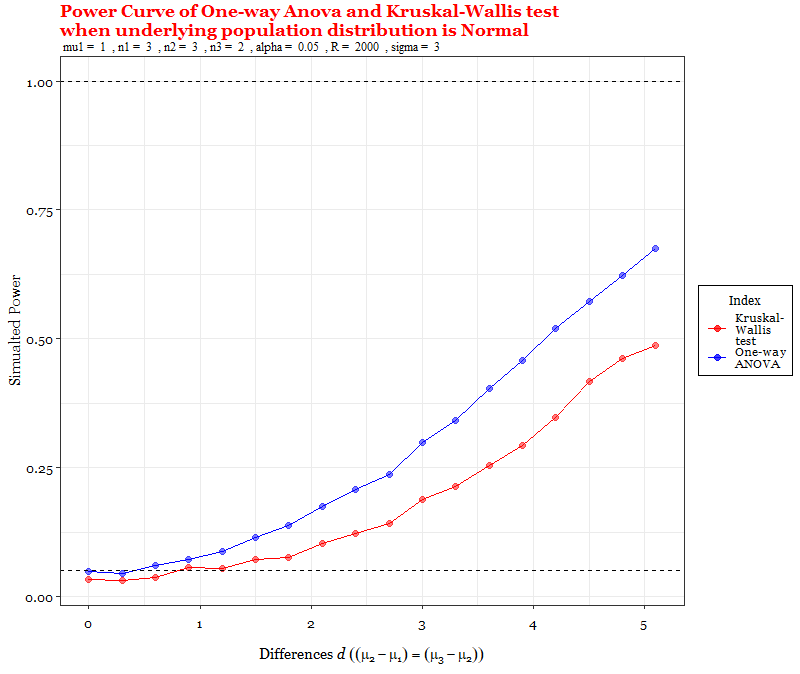 Power Curve of One-way Anova and Kruskal-Wallis test
when underlying population distribution is Normal
mu1 = 1 , n1 = 3 , n2 = 3 , n3 = 2 , alpha = 0.05 , R = 2000 , sigma = 3
1.00
0.75
0.50
0.25
0.00
Simualted Power
0 1 2 3 4 5
Differences d ((μ₂ − μ₁) = (μ₃ − μ₂))
Index
Kruskal-
Wallis
test
One-way
ANOVA